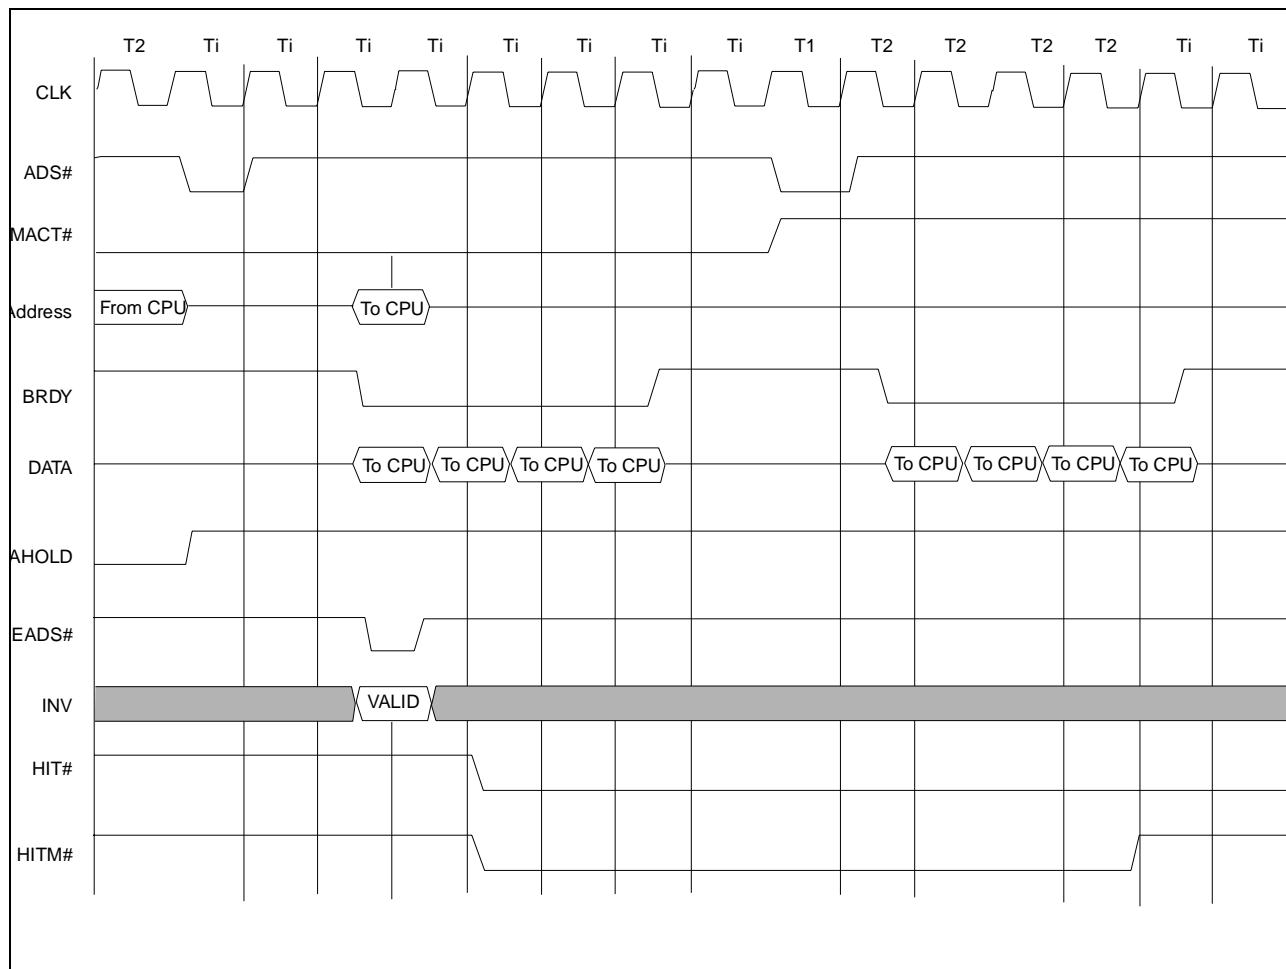 T2 Ti Ti Ti Ti Ti Ti Ti Ti T1 T2 T2 T2 T2 Ti Ti
CLK
ADS#
MACT#
Address From CPU To CPU
BRDY
DATA To CPU To CPU To CPU To CPU To CPU To CPU To CPU To CPU
AHOLD
EADS#
INV VALID
HIT#
HITM#